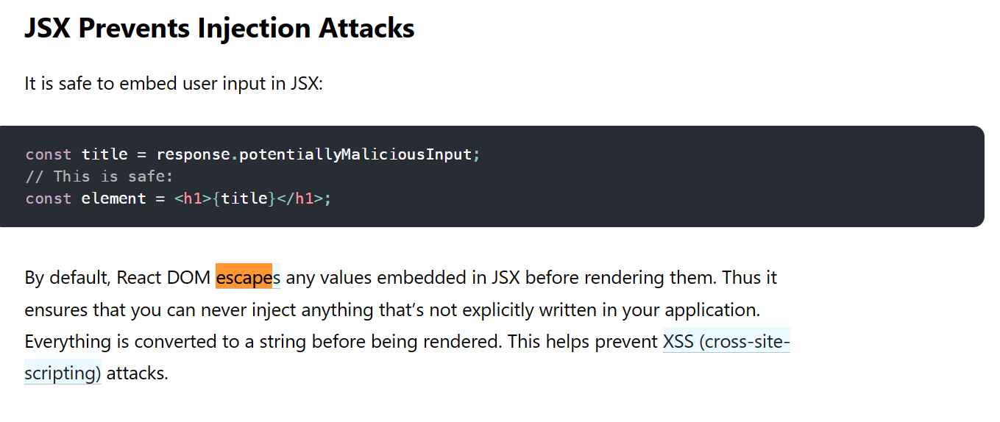 JSX Prevents Injection Attacks
It is safe to embed user input in JSX:
const title = response.potentiallyMaliciousInput;
// This is safe:
const element = <h1>{title}</h1>;
By default, React DOM escapes any values embedded in JSX before rendering them. Thus it
ensures that you can never inject anything that’s not explicitly written in your application.
Everything is converted to a string before being rendered. This helps prevent XSS (cross-site-
scripting) attacks.